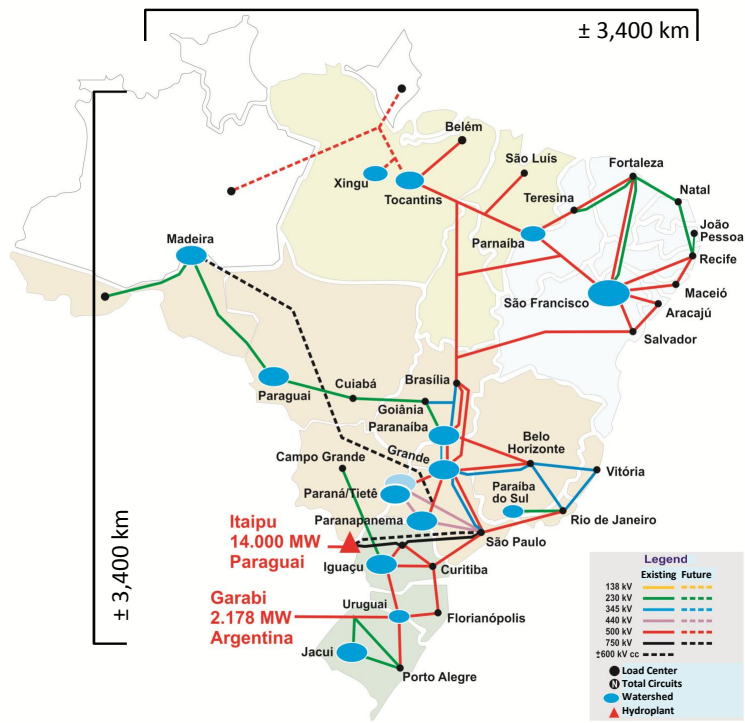 ± 3,400 km
± 3,400 km
Belém
São Luís
Fortaleza
Xingu
Tocantins
Teresina
Natal
Parnaíba
João
Pessoa
Recife
Madeira
São Francisco
Maceió
Aracajú
Salvador
Paraguai
Cuiabá
Brasília
Goiânia
Paranaíba
Belo
Horizonte
Grande
Campo Grande
Vitória
Paraíba
do Sul
Paraná/Tietê
Paranapanema
Rio de Janeiro
São Paulo
Itaipu
14.000 MW
Paraguai
Iguaçu
Curitiba
Garabi
2.178 MW
Argentina
Uruguai
Florianópolis
Jacui
Porto Alegre
Legend
Existing Future
138 kV
230 kV
345 kV
440 kV
500 kV
750 kV
±600 kV cc
Load Center
N Total Circuits
Watershed
Hydroplant